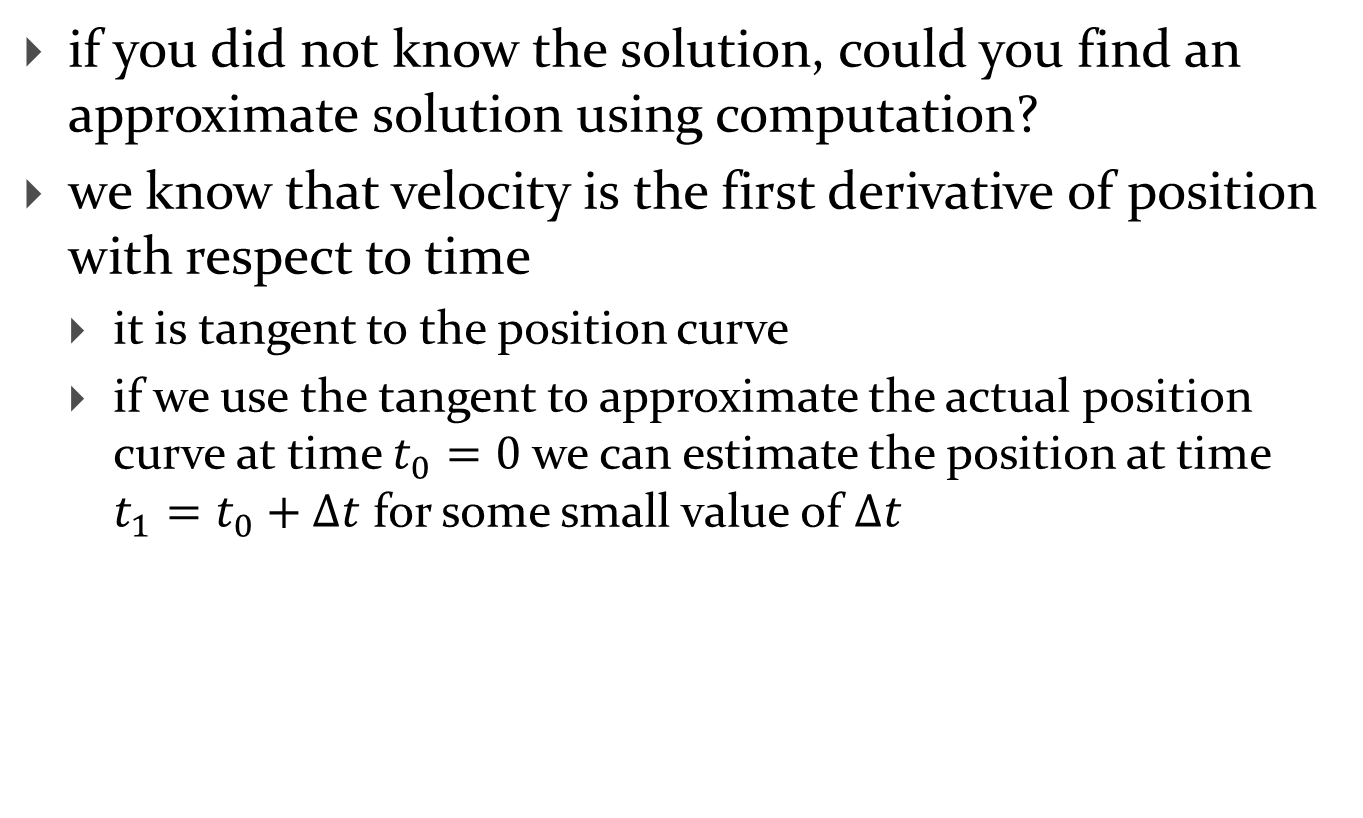 if you did not know the solution, could you find an
approximate solution using computation?
we know that velocity is the first derivative of position
with respect to time
it is tangent to the position curve
if we use the tangent to approximate the actual position
curve at time t₀ = 0 we can estimate the position at time
t₁ = t₀ + Δt for some small value of Δt